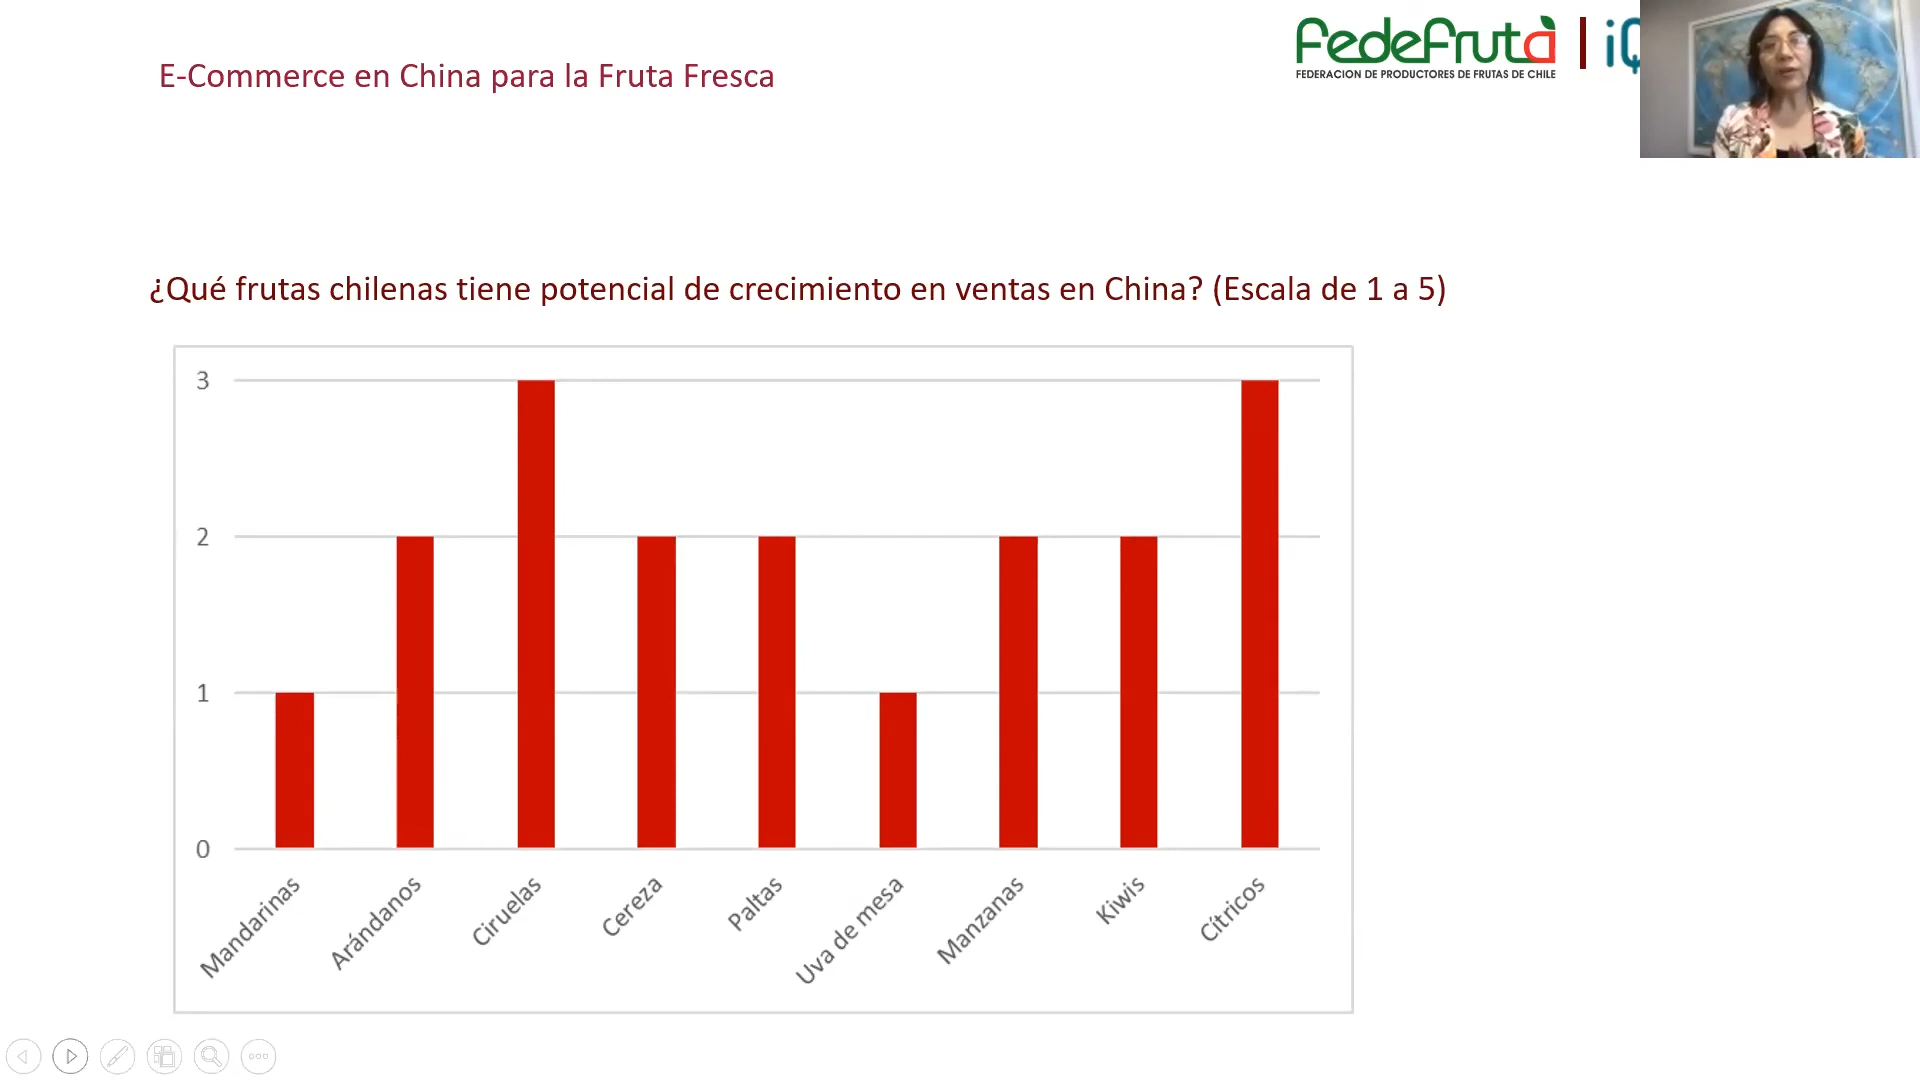 E-Commerce en China para la Fruta Fresca
FedeFruta
FEDERACION DE PRODUCTORES DE FRUTAS DE CHILE
¿Qué frutas chilenas tiene potencial de crecimiento en ventas en China? (Escala de 1 a 5)
3
2
1
0
Mandarinas
Arándanos
Ciruelas
Cereza
Paltas
Uva de mesa
Manzanas
Kiwis
Cítricos